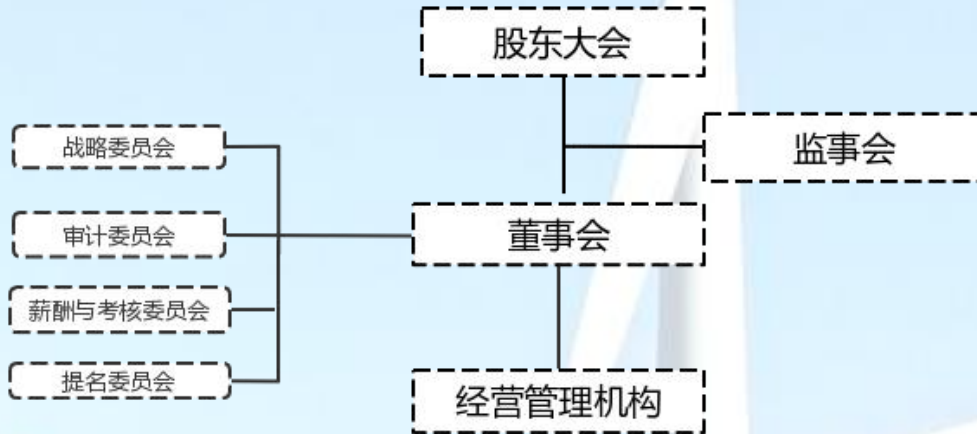 股东大会
监事会
战略委员会
审计委员会
董事会
薪酬与考核委员会
提名委员会
经营管理机构